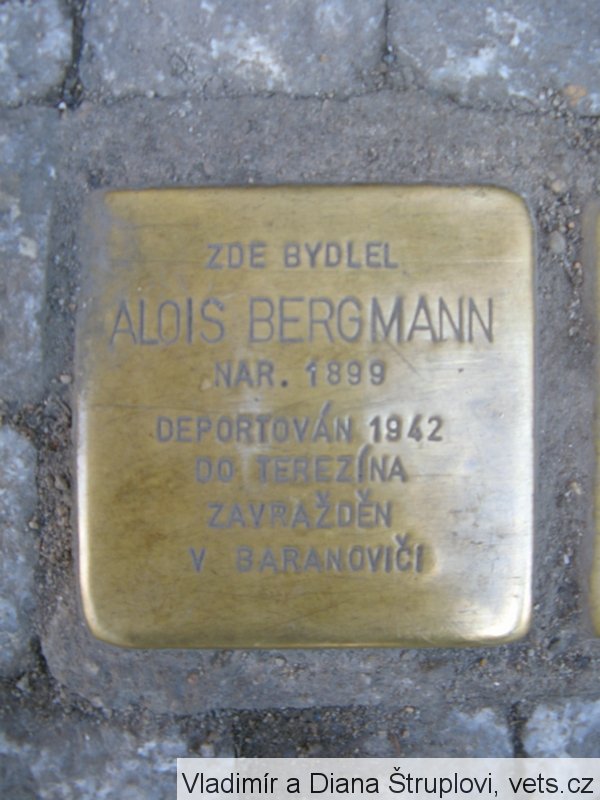 ZDE BYDLEL
ALOIS BERGMANN
NAR. 1899
DEPORTOVÁN 1942
DO TEREZÍNA
ZAVRAŽDĚN
V BARANOVIČI
Vladimír a Diana Štruplovi, vets.cz